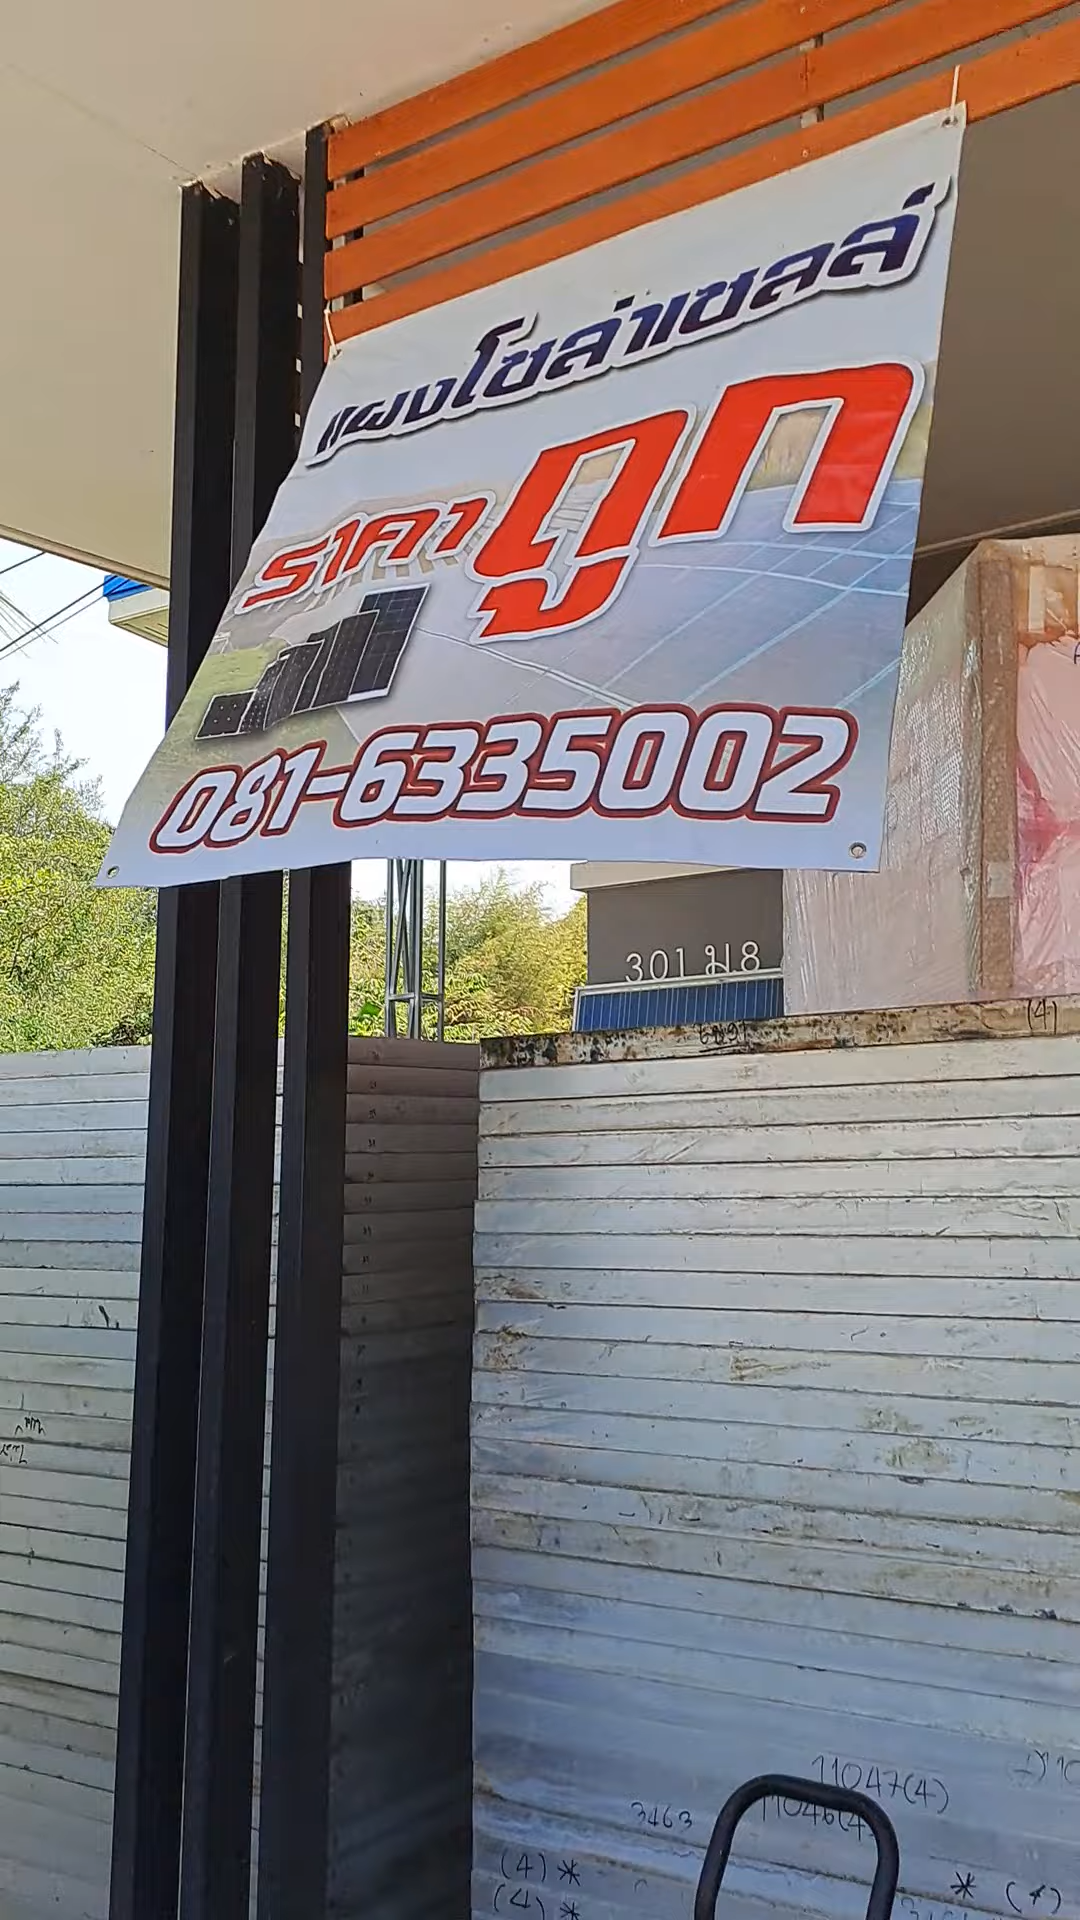 แผงโซล่าเซลล์
ราคาถูก
081-6335002
301 ม8
(4)
11047(4)
11046(4)
3463
(4)*
(4)*